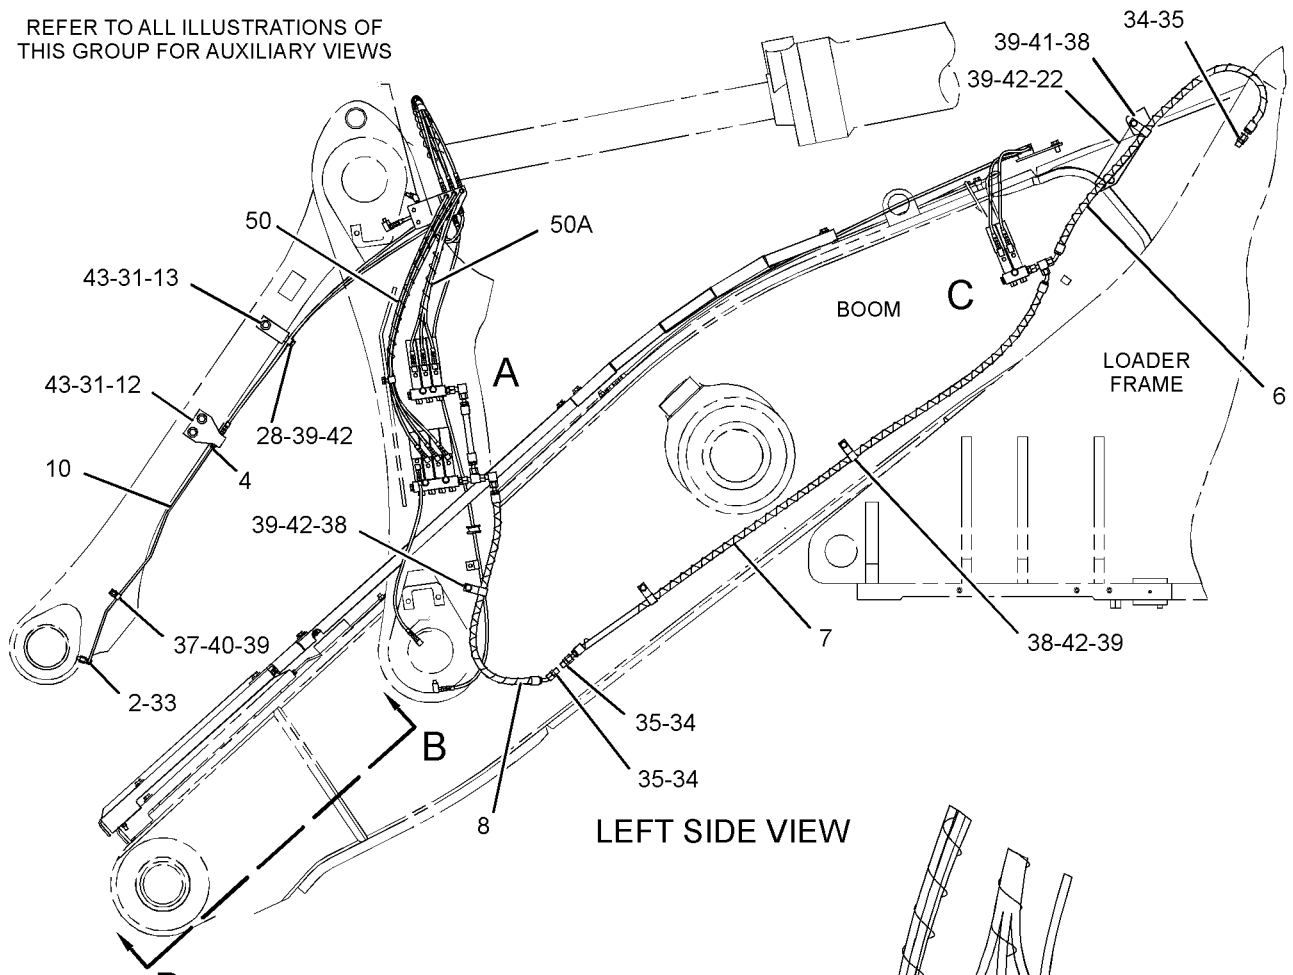 REFER TO ALL ILLUSTRATIONS OF
THIS GROUP FOR AUXILIARY VIEWS
34-35
39-41-38
39-42-22
50
50A
43-31-13
C
BOOM
LOADER
FRAME
A
43-31-12
6
28-39-42
10
4
39-42-38
37-40-39
7
38-42-39
2-33
35-34
B
35-34
8
LEFT SIDE VIEW